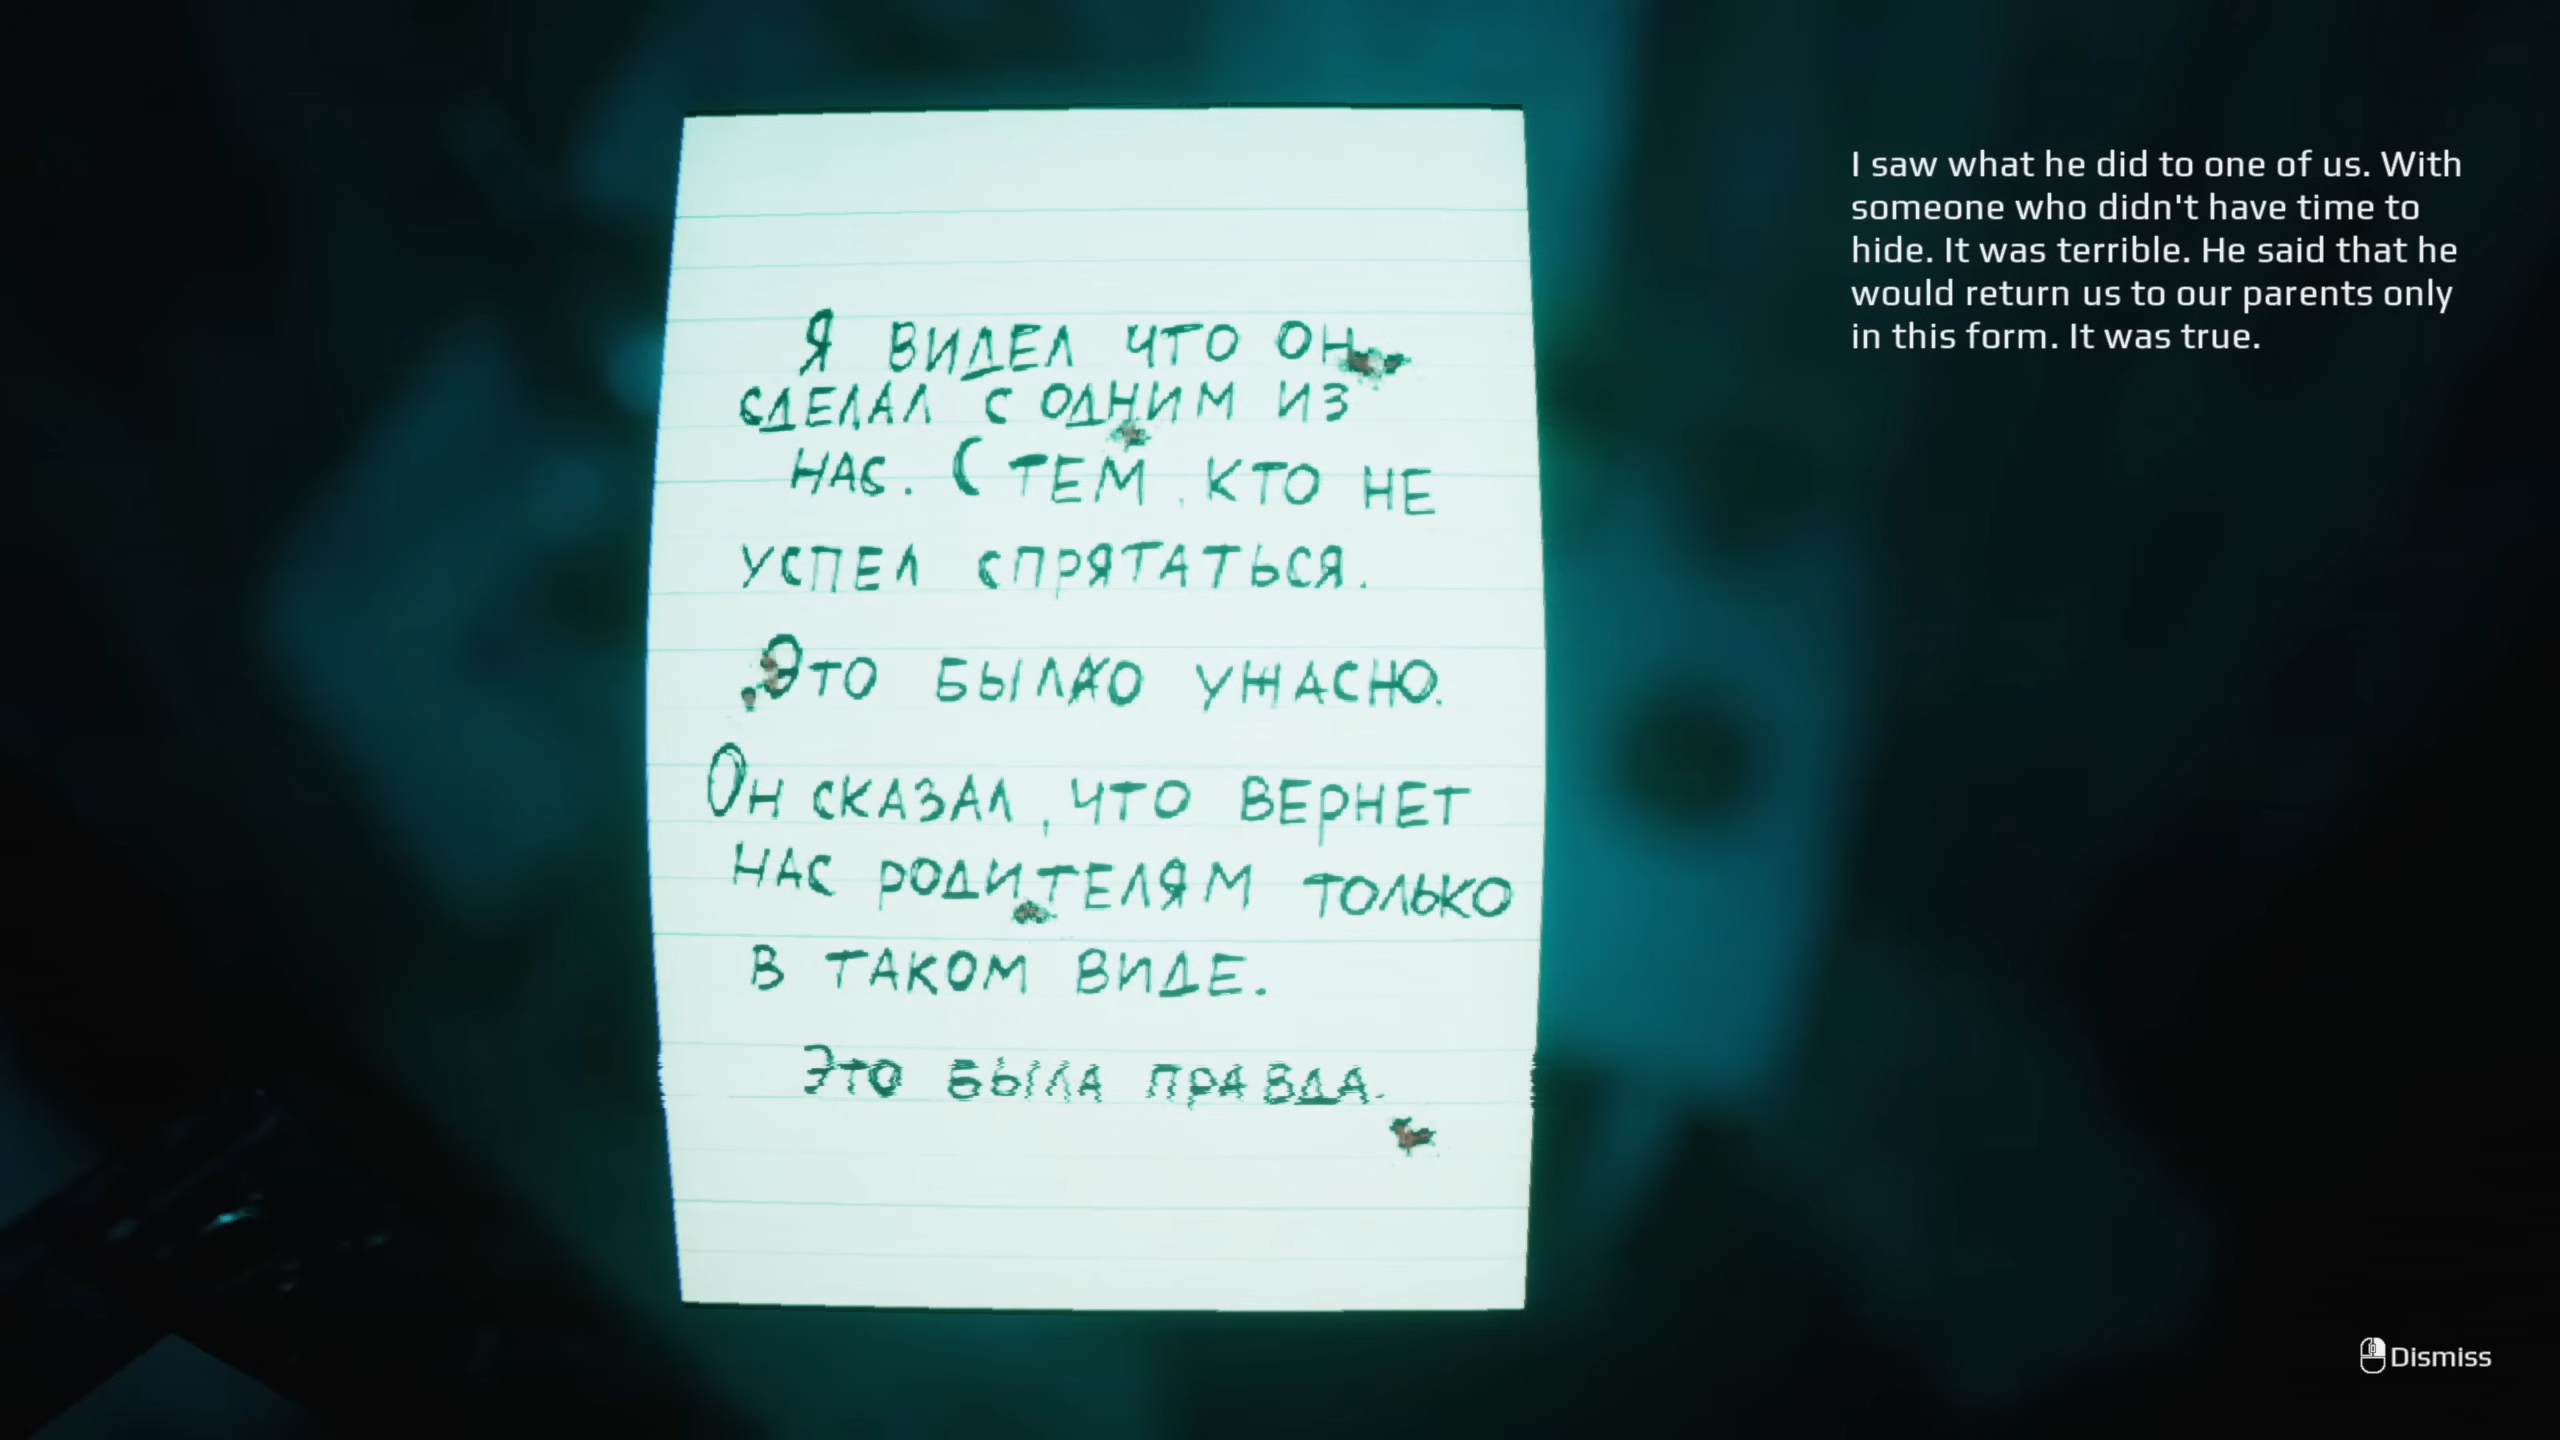 Я ВИДЕЛ ЧТО ОН
СДЕЛАЛ С ОДНИМ ИЗ
НАС. С ТЕМ, КТО НЕ
УСПЕЛ СПРЯТАТЬСЯ.
ЭТО БЫЛО УЖАСНО.
ОН СКАЗАЛ, ЧТО ВЕРНЕТ
НАС РОДИТЕЛЯМ ТОЛЬКО
В ТАКОМ ВИДЕ.
ЭТО БЫЛА ПРАВДА.
I saw what he did to one of us. With
someone who didn't have time to
hide. It was terrible. He said that he
would return us to our parents only
in this form. It was true.
Dismiss